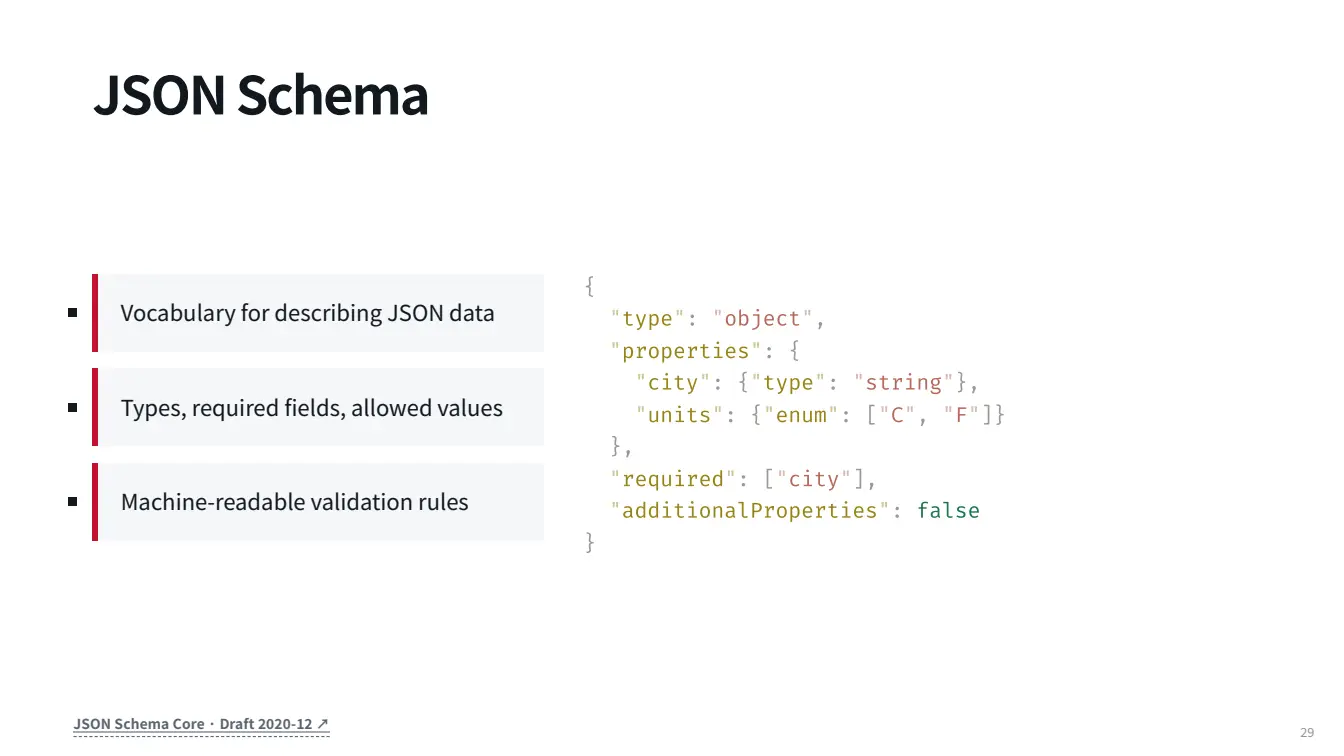 JSON Schema
Vocabulary for describing JSON data
Types, required fields, allowed values
Machine-readable validation rules
{
  "type": "object",
  "properties": {
    "city": {"type": "string"},
    "units": {"enum": ["C", "F"]}
  },
  "required": ["city"],
  "additionalProperties": false
}
JSON Schema Core · Draft 2020-12 ↗
29